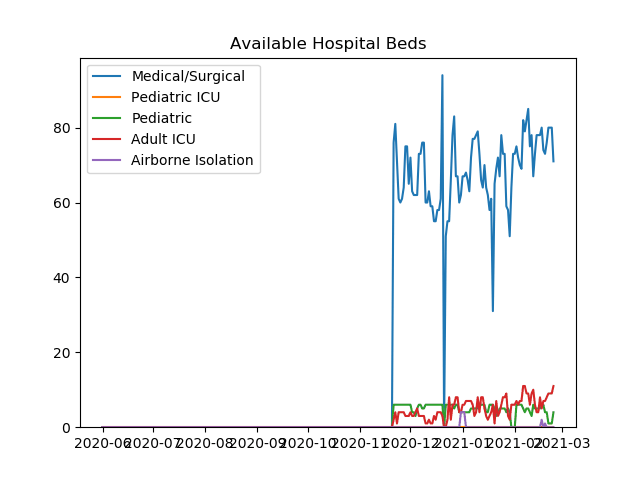 Available Hospital Beds
Medical/Surgical
Pediatric ICU
Pediatric
Adult ICU
Airborne Isolation
80
60
40
20
0
2020-06 2020-07 2020-08 2020-09 2020-10 2020-11 2020-12 2021-01 2021-02 2021-03